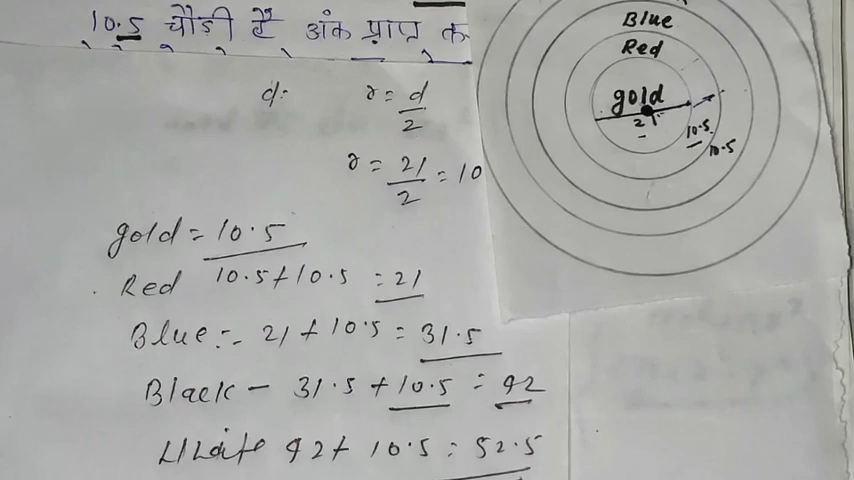 10.5 चौड़ी है अंक प्राप्त क
d= r = d/2
r = 21/2 = 10
gold = 10.5
Red 10.5+10.5 = 21
Blue:- 21 + 10.5 = 31.5
Black - 31.5 + 10.5 = 42
White 42+ 10.5 = 52.5
Blue
Red
gold
21
10.5
10.5